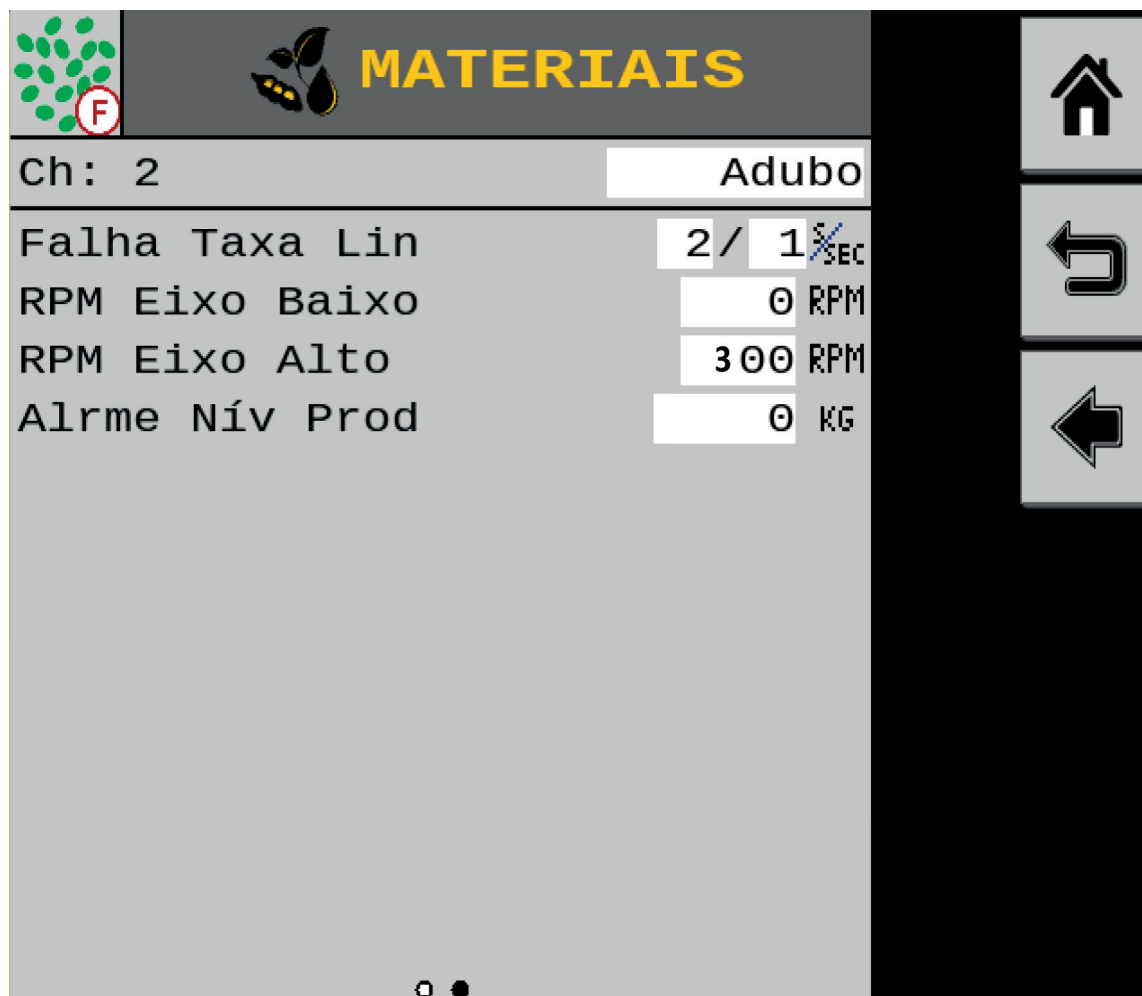 MATERIAIS
F
Ch: 2 Adubo
Falha Taxa Lin 2/ 1 S/SEC
RPM Eixo Baixo 0 RPM
RPM Eixo Alto 300 RPM
Alrme Nív Prod 0 KG